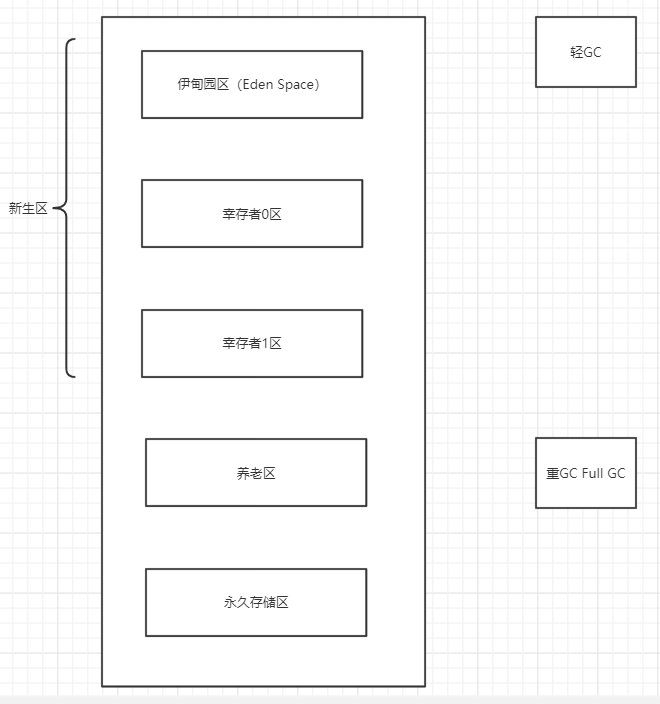 伊甸园区（Eden Space）
轻GC
幸存者0区
新生区
幸存者1区
养老区
重GC Full GC
永久存储区